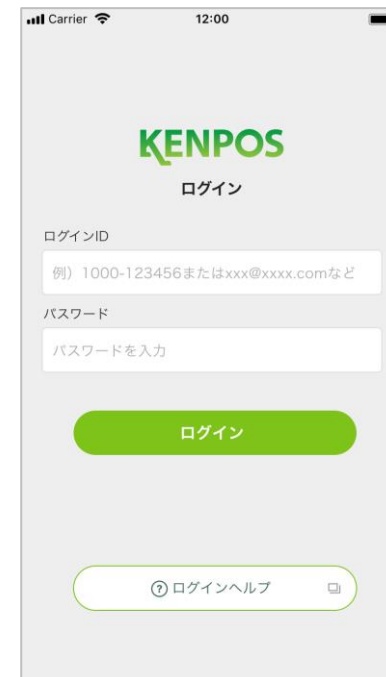 Carrier 12:00
KENPOS
ログイン
ログインID
例）1000-123456またはxxx@xxxx.comなど
パスワード
パスワードを入力
ログイン
?ログインヘルプ